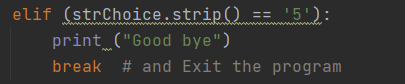 elif (strChoice.strip() == '5'):
    print ("Good bye")
    break  # and Exit the program